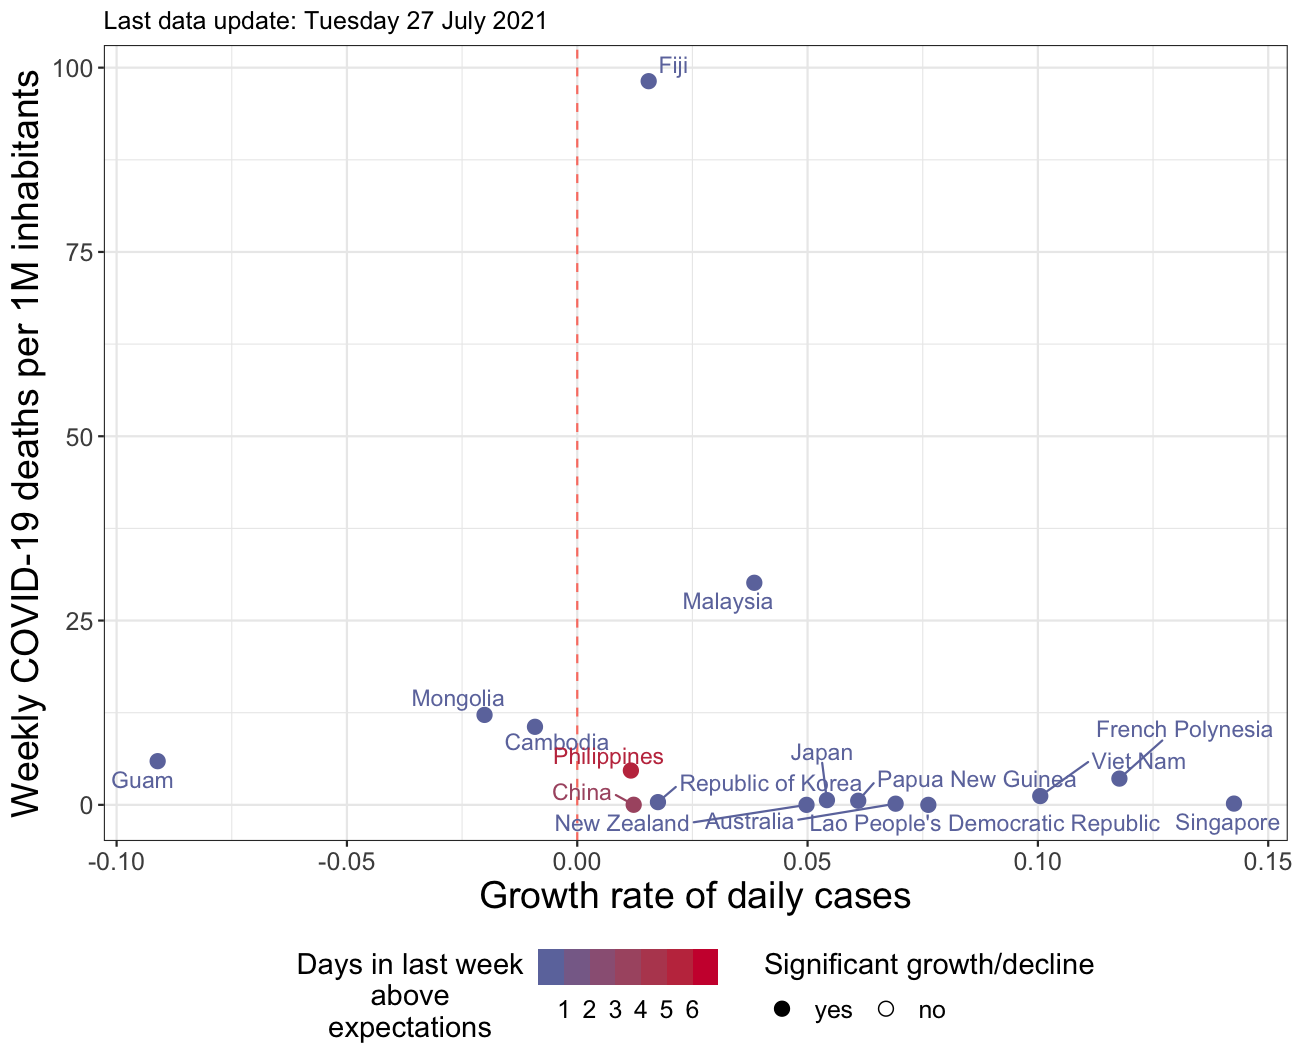 Last data update: Tuesday 27 July 2021
Weekly COVID-19 deaths per 1M inhabitants
100
75
50
25
0
Fiji
Malaysia
Mongolia
Cambodia
Guam
Philippines
China
Republic of Korea
Japan
Papua New Guinea
French Polynesia
Viet Nam
New Zealand
Australia
Lao People's Democratic Republic
Singapore
-0.10
-0.05
0.00
0.05
0.10
0.15
Growth rate of daily cases
Days in last week
above
expectations
1 2 3 4 5 6
Significant growth/decline
yes
no